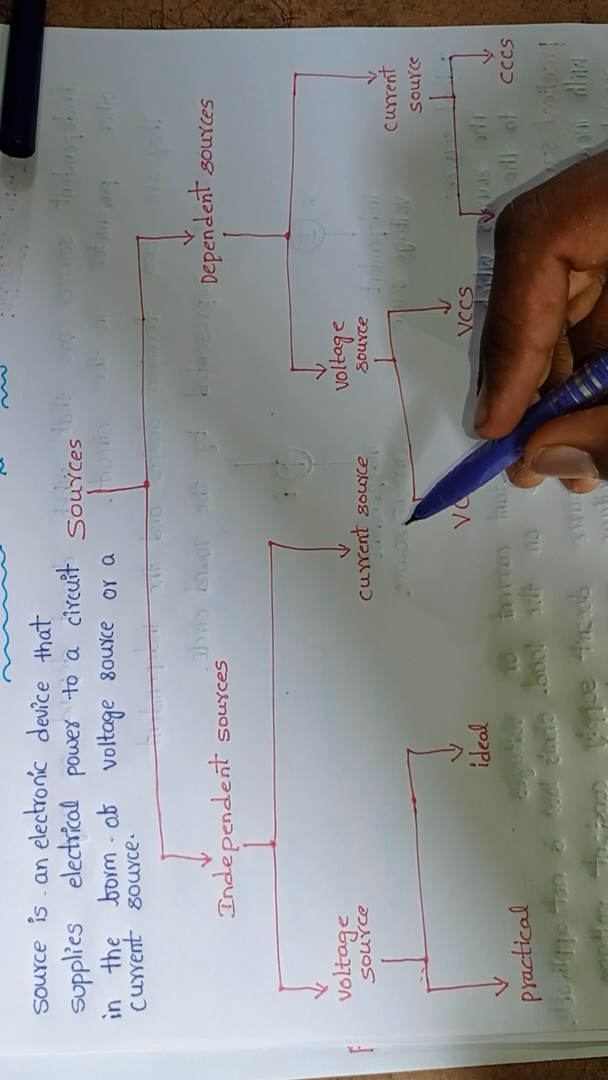 source is an electronic device that
supplies electrical power to a circuit
in the form of voltage source or a
current source.
Sources
Independent sources
Dependent sources
voltage
source
current source
voltage
source
current
source
practical
ideal
VCCS
CCCS